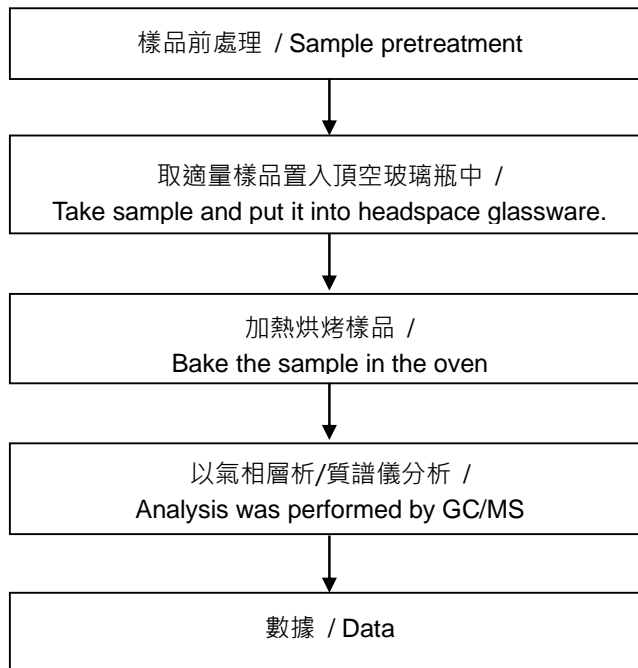 樣品前處理 / Sample pretreatment
取適量樣品置入頂空玻璃瓶中 /
Take sample and put it into headspace glassware.
加熱烘烤樣品 /
Bake the sample in the oven
以氣相層析/質譜儀分析 /
Analysis was performed by GC/MS
數據 / Data